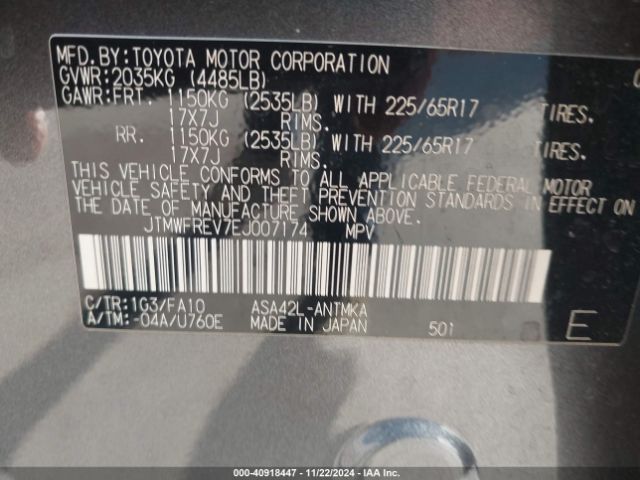 MFD.BY:TOYOTA MOTOR CORPORATION
GVWR:2035KG (4485LB)
GAWR:FRT. 1150KG (2535LB) WITH 225/65R17 TIRES.
17X7J RIMS.
RR. 1150KG (2535LB) WITH 225/65R17 TIRES.
17X7J RIMS.
THIS VEHICLE CONFORMS TO ALL APPLICABLE FEDERAL MOTOR
VEHICLE SAFETY AND THEFT PREVENTION STANDARDS IN EFFECT ON
THE DATE OF MANUFACTURE SHOWN ABOVE.
JTMWFREV7EJ007174 MPV
C/TR:1G3/FA10 ASA42L-ANTMKA
A/TM:-04A/U760E MADE IN JAPAN 501 E
000-40918447 - 11/22/2024 - IAA Inc.